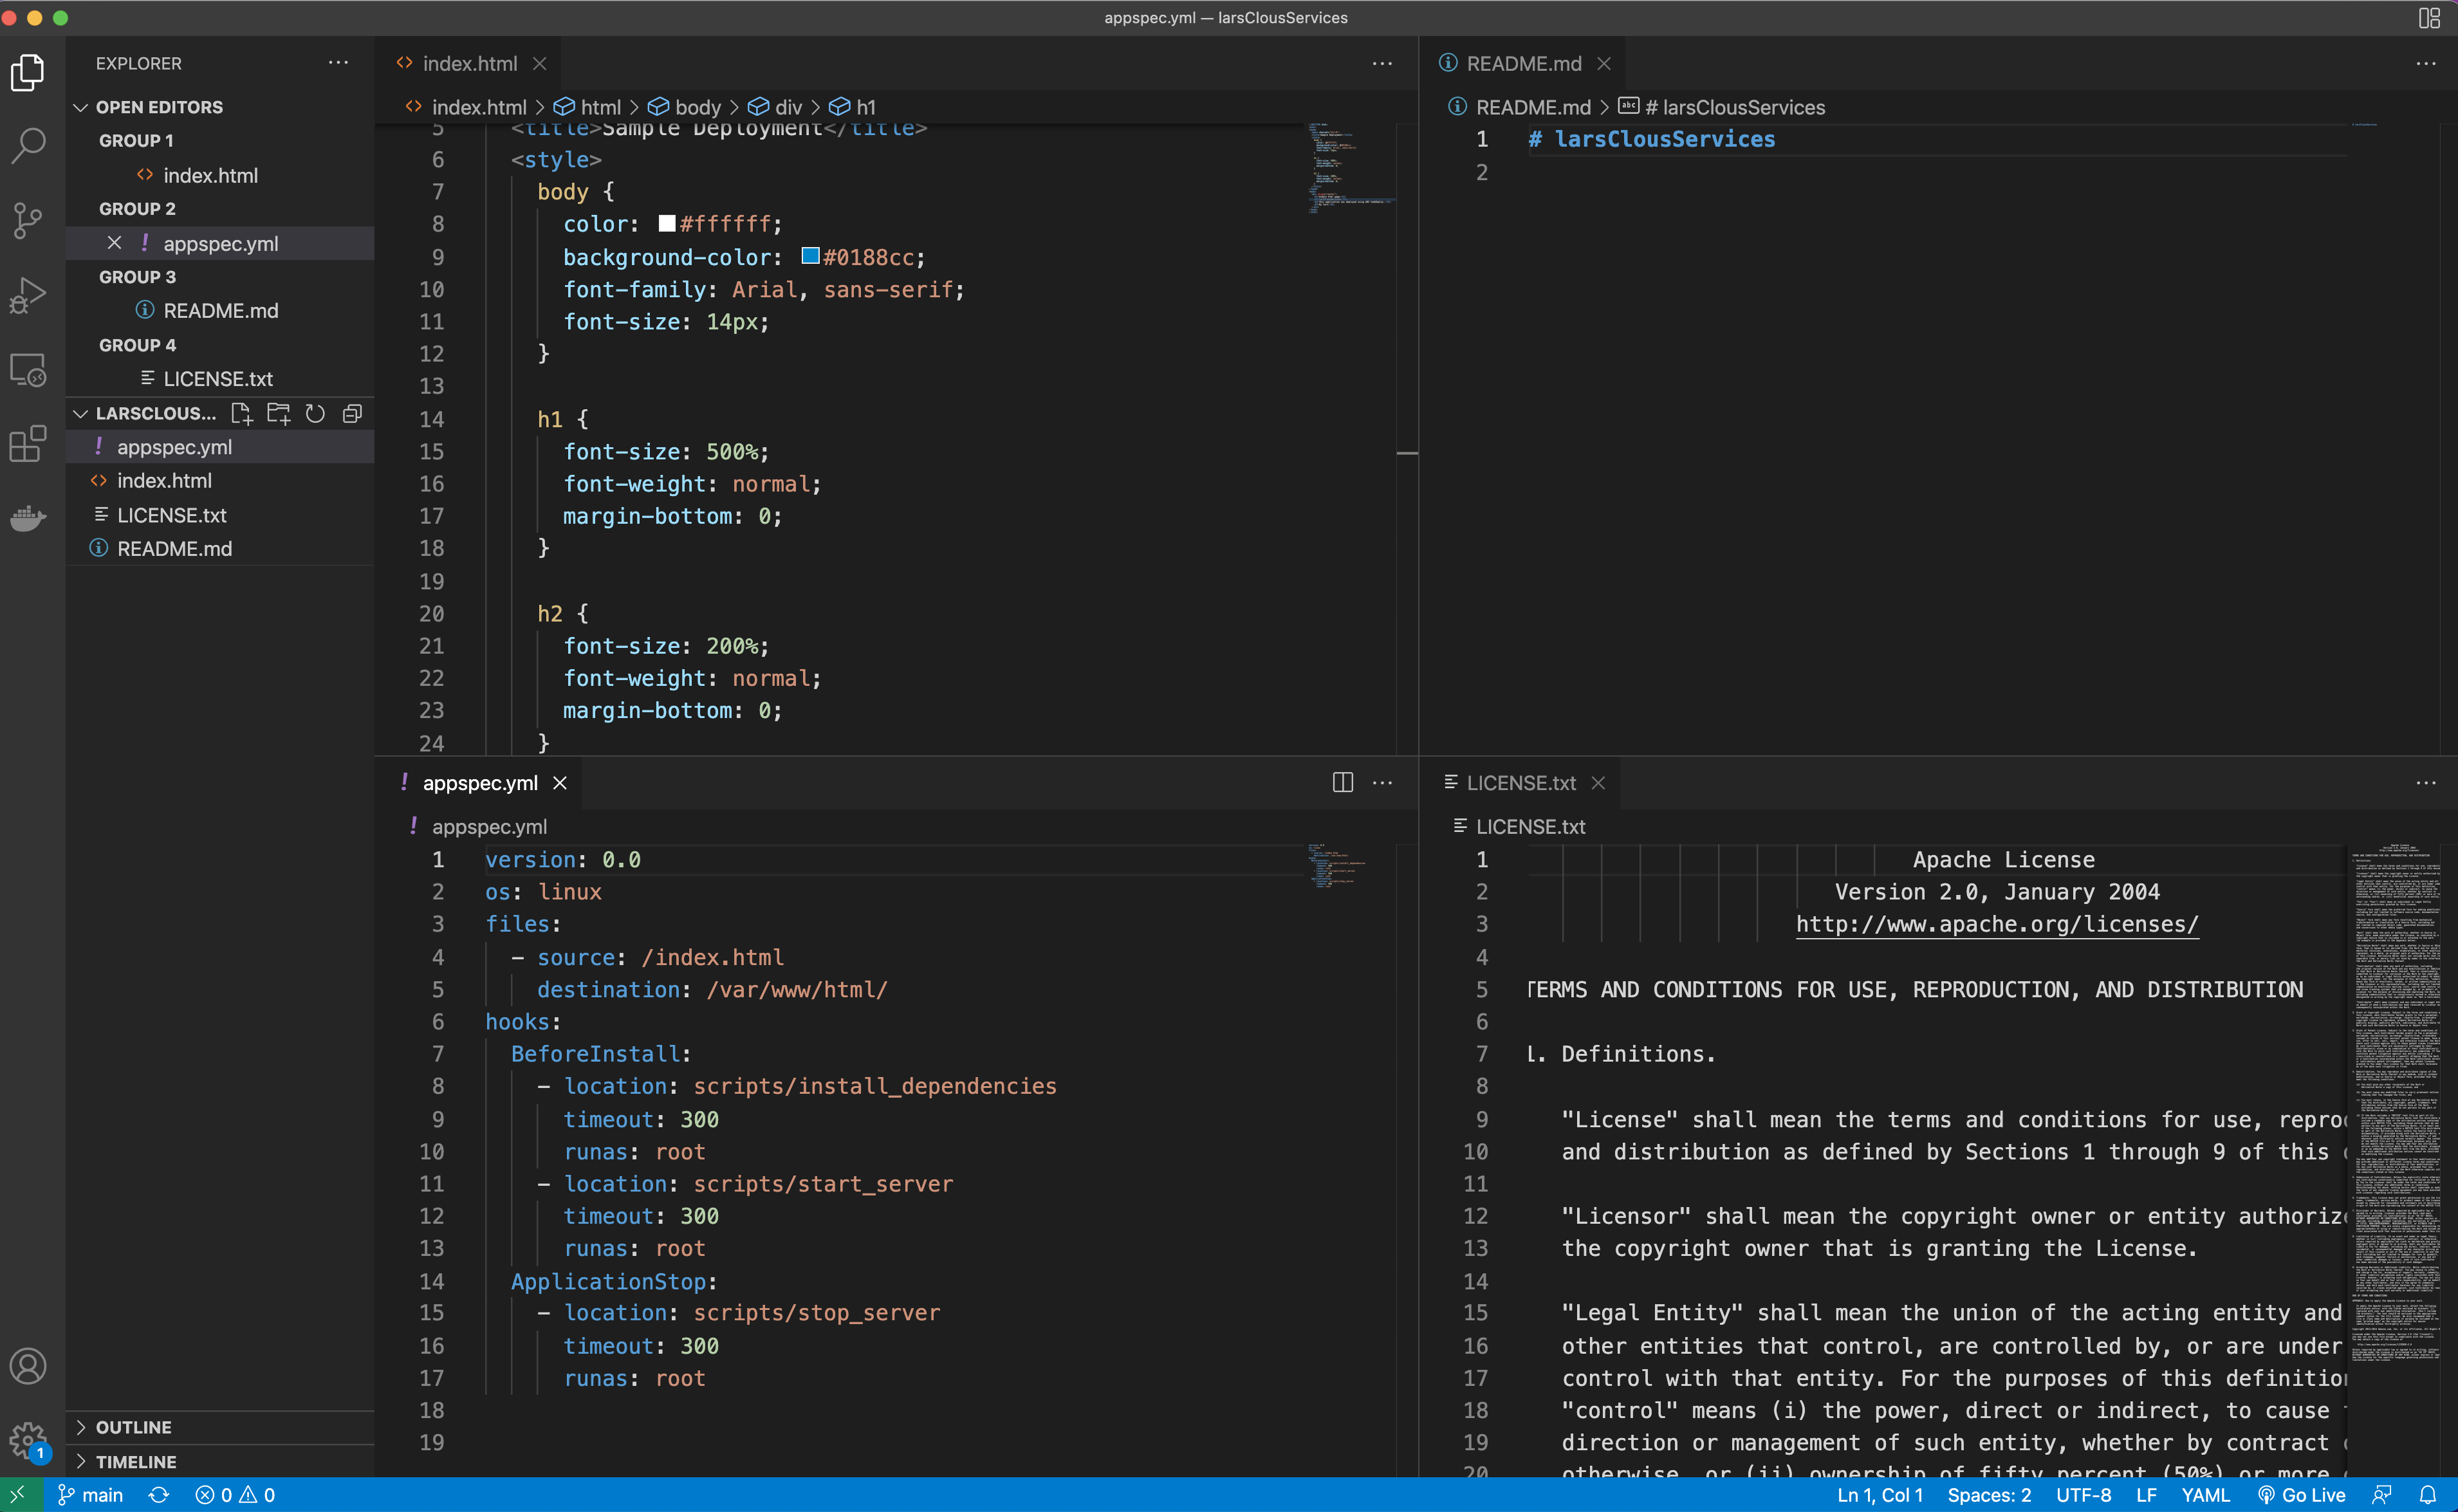 appspec.yml — larsClousServices
EXPLORER
OPEN EDITORS
GROUP 1
index.html
GROUP 2
appspec.yml
GROUP 3
README.md
GROUP 4
LICENSE.txt
LARSCLOUS...
appspec.yml
index.html
LICENSE.txt
README.md
OUTLINE
TIMELINE
1
index.html
index.html > html > body > div > h1
5 <title>Sample Deployment</title>
6 <style>
7 body {
8 color: #ffffff;
9 background-color: #0188cc;
10 font-family: Arial, sans-serif;
11 font-size: 14px;
12 }
13
14 h1 {
15 font-size: 500%;
16 font-weight: normal;
17 margin-bottom: 0;
18 }
19
20 h2 {
21 font-size: 200%;
22 font-weight: normal;
23 margin-bottom: 0;
24 }
README.md
README.md > # larsClousServices
1 # larsClousServices
2
appspec.yml
appspec.yml
1 version: 0.0
2 os: linux
3 files:
4 - source: /index.html
5 destination: /var/www/html/
6 hooks:
7 BeforeInstall:
8 - location: scripts/install_dependencies
9 timeout: 300
10 runas: root
11 - location: scripts/start_server
12 timeout: 300
13 runas: root
14 ApplicationStop:
15 - location: scripts/stop_server
16 timeout: 300
17 runas: root
18
19
LICENSE.txt
LICENSE.txt
1 Apache License
2 Version 2.0, January 2004
3 http://www.apache.org/licenses/
4
5 TERMS AND CONDITIONS FOR USE, REPRODUCTION, AND DISTRIBUTION
6
7 1. Definitions.
8
9 "License" shall mean the terms and conditions for use,
10 and distribution as defined by Sections 1 through 9 of this
11
12 "Licensor" shall mean the copyright owner or entity
13 the copyright owner that is granting the License.
14
15 "Legal Entity" shall mean the union of the acting entity and
16 other entities that control, are controlled by, or are under
17 control with that entity. For the purposes of this
18 "control" means (i) the power, direct or indirect, to cause
19 direction or management of such entity, whether by contract
20 otherwise, or (ii) ownership of fifty percent (50%) or more
main 0 0
Ln 1, Col 1 Spaces: 2 UTF-8 LF YAML Go Live